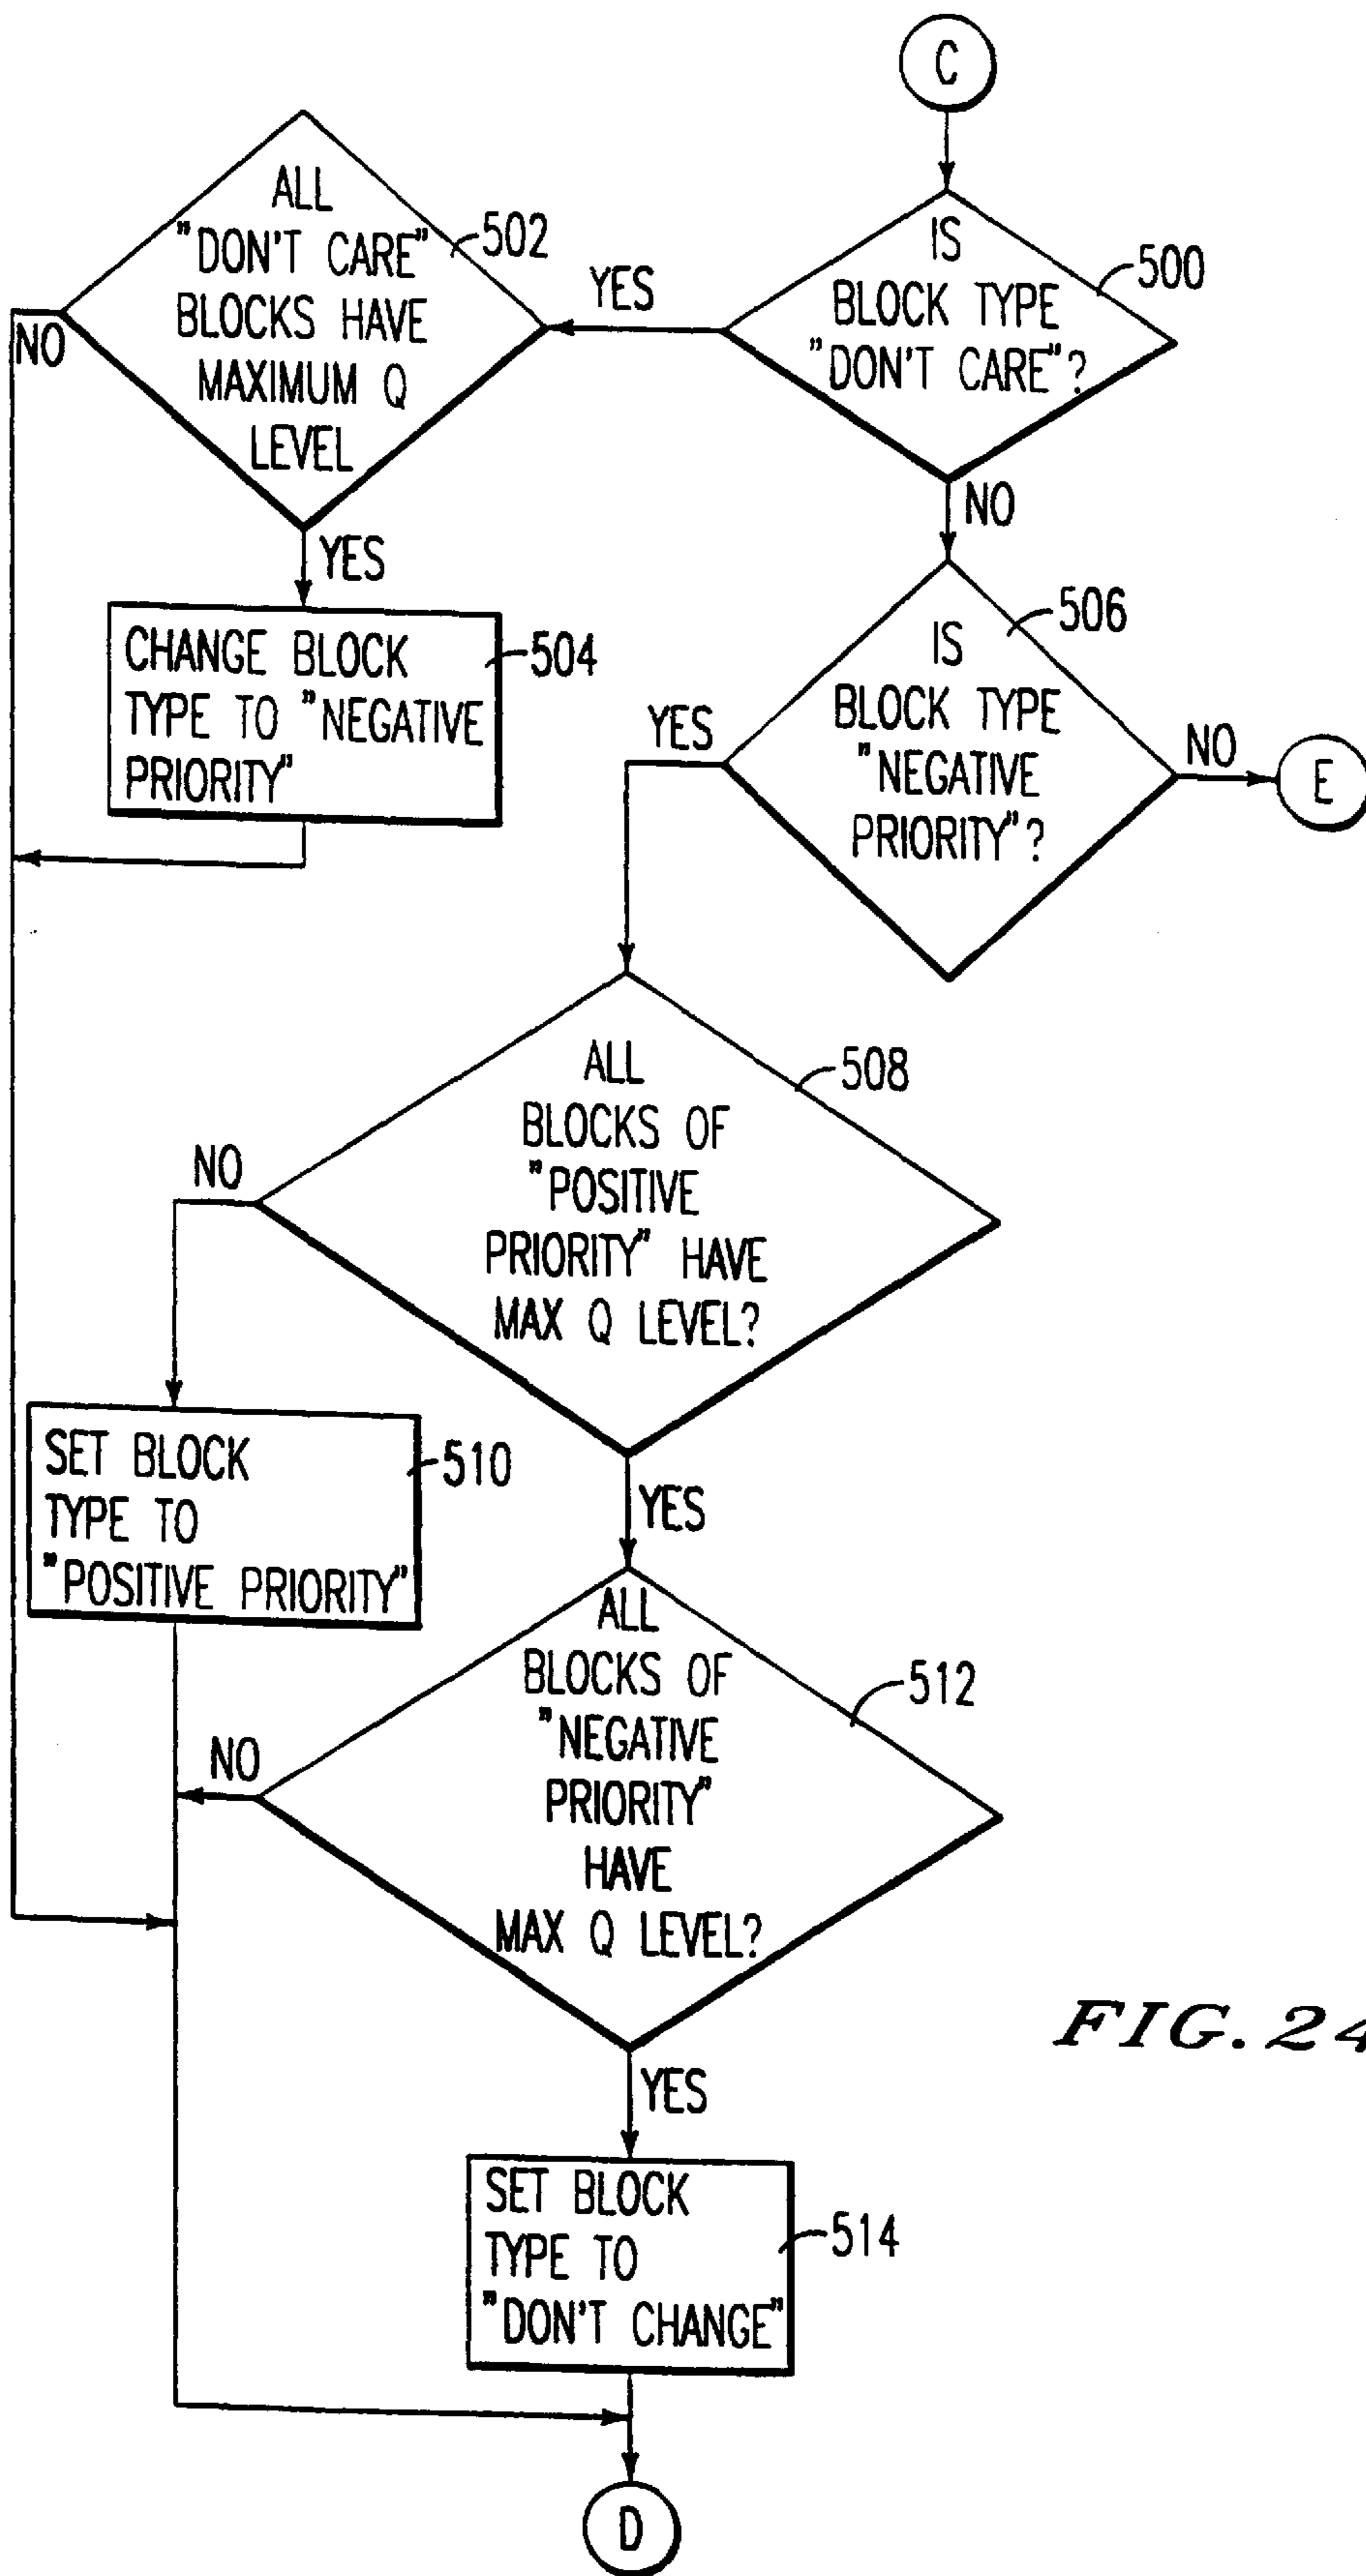 C
ALL
"DON'T CARE"
BLOCKS HAVE
MAXIMUM Q
LEVEL
502
IS
BLOCK TYPE
"DON'T CARE"?
500
YES
NO
NO
YES
CHANGE BLOCK
TYPE TO "NEGATIVE
PRIORITY"
504
IS
BLOCK TYPE
"NEGATIVE
PRIORITY"?
506
YES
NO
E
ALL
BLOCKS OF
"POSITIVE
PRIORITY" HAVE
MAX Q LEVEL?
508
NO
YES
SET BLOCK
TYPE TO
"POSITIVE PRIORITY"
510
ALL
BLOCKS OF
"NEGATIVE
PRIORITY"
HAVE
MAX Q LEVEL?
512
NO
YES
SET BLOCK
TYPE TO
"DON'T CHANGE"
514
D
FIG.24